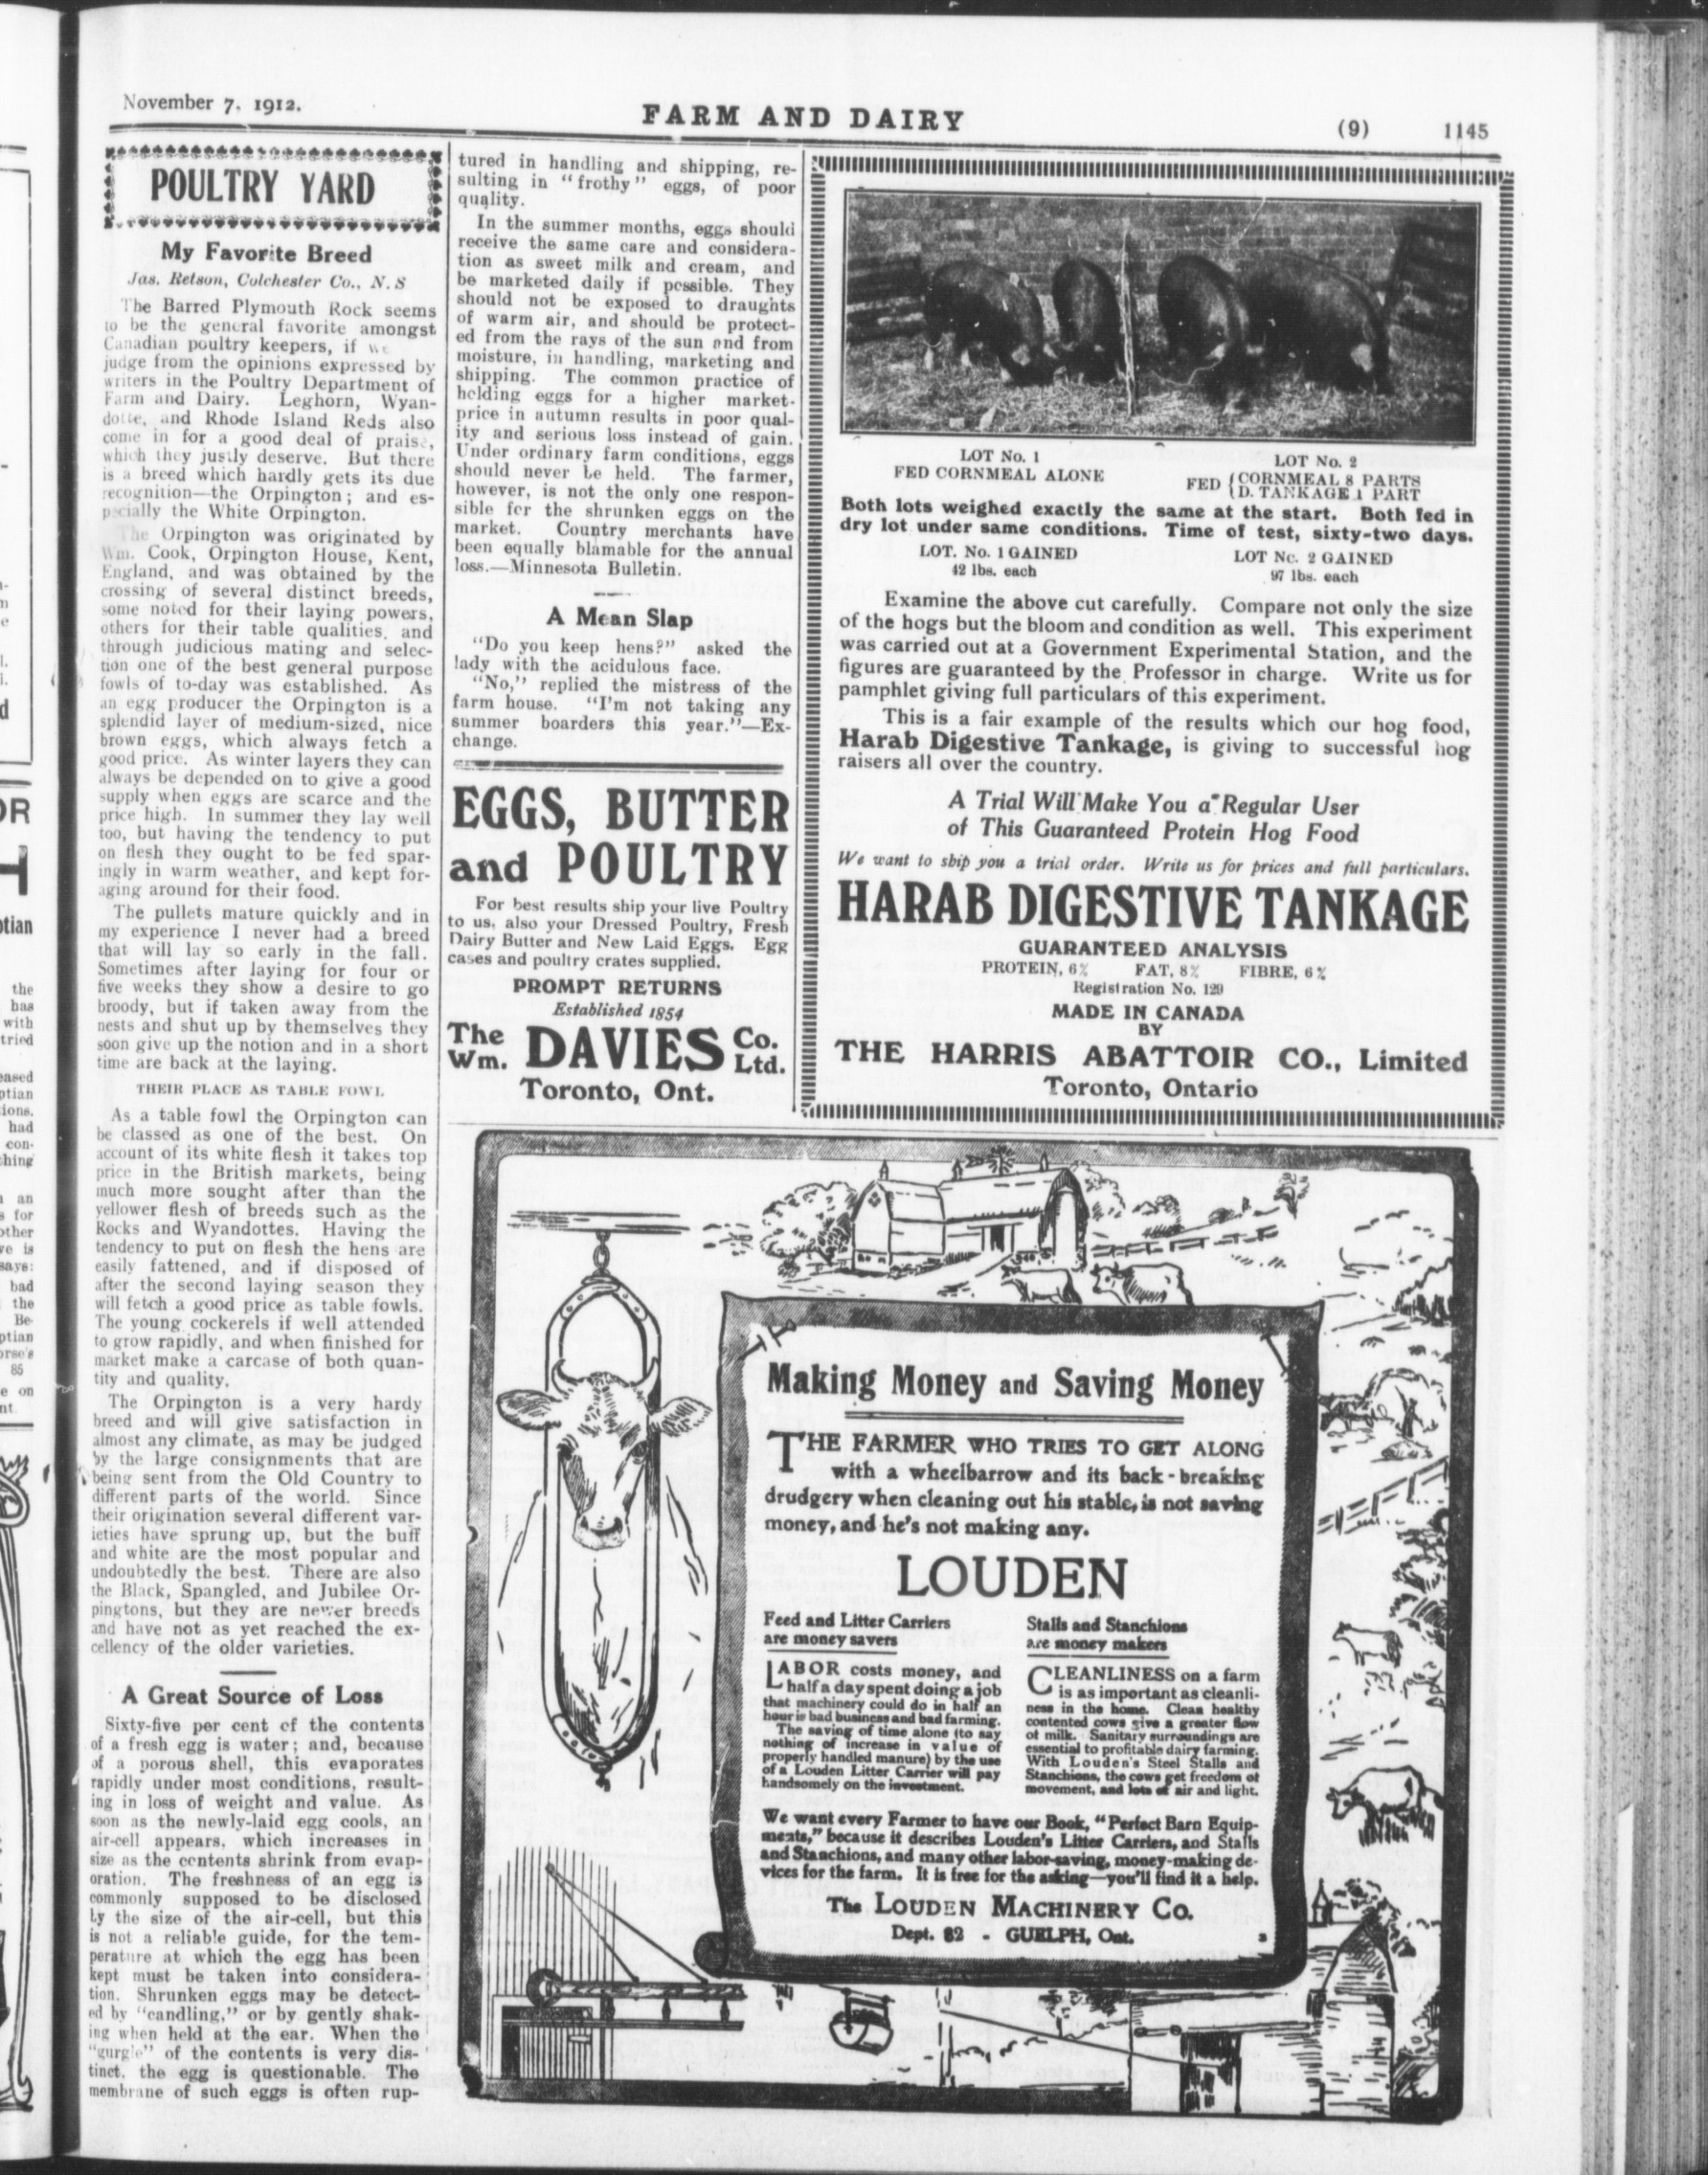 November 7, 1912.
FARM AND DAIRY
(9) 1145
POULTRY YARD
My Favorite Breed
Jas. Retson, Colchester Co., N.S
The Barred Plymouth Rock seems
to be the general favorite amongst
Canadian poultry keepers, if we
judge from the opinions expressed by
writers in the Poultry Department of
Farm and Dairy. Leghorn, Wyan-
dotte, and Rhode Island Reds also
come in for a good deal of praise,
which they justly deserve. But there
is a breed which hardly gets its due
recognition—the Orpington; and es-
pecially the White Orpington.
The Orpington was originated by
Wm. Cook, Orpington House, Kent,
England, and was obtained by the
crossing of several distinct breeds,
some noted for their laying powers,
others for their table qualities, and
through judicious mating and selec-
tion one of the best general purpose
fowls of to-day was established. As
an egg producer the Orpington is a
splendid layer of medium-sized, nice
brown eggs, which always fetch a
good price. As winter layers they can
always be depended on to give a good
supply when eggs are scarce and the
price high. In summer they lay well
too, but having the tendency to put
on flesh they ought to be fed spar-
ingly in warm weather, and kept for-
aging around for their food.
The pullets mature quickly and in
my experience I never had a breed
that will lay so early in the fall.
Sometimes after laying for four or
five weeks they show a desire to go
broody, but if taken away from the
nests and shut up by themselves they
soon give up the notion and in a short
time are back at the laying.
THEIR PLACE AS TABLE FOWL
As a table fowl the Orpington can
be classed as one of the best. On
account of its white flesh it takes top
price in the British markets, being
much more sought after than the
yellower flesh of breeds such as the
Rocks and Wyandottes. Having the
tendency to put on flesh the hens are
easily fattened, and if disposed of
after the second laying season they
will fetch a good price as table fowls.
The young cockerels if well attended
to grow rapidly, and when finished for
market make a carcase of both quan-
tity and quality.
The Orpington is a very hardy
breed and will give satisfaction in
almost any climate, as may be judged
by the large consignments that are
being sent from the Old Country to
different parts of the world. Since
their origination several different var-
ieties have sprung up, but the buff
and white are the most popular and
undoubtedly the best. There are also
the Black, Spangled, and Jubilee Or-
pingtons, but they are newer breeds
and have not as yet reached the ex-
cellency of the older varieties.
A Great Source of Loss
Sixty-five per cent of the contents
of a fresh egg is water; and, because
of a porous shell, this evaporates
rapidly under most conditions, result-
ing in loss of weight and value. As
soon as the newly-laid egg cools, an
air-cell appears, which increases in
size as the contents shrink from evap-
oration. The freshness of an egg is
commonly supposed to be disclosed
by the size of the air-cell, but this
is not a reliable guide, for the tem-
perature at which the egg has been
kept must be taken into considera-
tion. Shrunken eggs may be detect-
ed by "candling," or by gently shak-
ing when held at the ear. When the
"gurgle" of the contents is very dis-
tinct, the egg is questionable. The
membrane of such eggs is often rup-
tured in handling and shipping, re-
sulting in "frothy" eggs, of poor
quality.
In the summer months, eggs should
receive the same care and considera-
tion as sweet milk and cream, and
be marketed daily if possible. They
should not be exposed to draughts
of warm air, and should be protect-
ed from the rays of the sun and from
moisture, in handling, marketing and
shipping. The common practice of
holding eggs for a higher market-
price in autumn results in poor qual-
ity and serious loss instead of gain.
Under ordinary farm conditions, eggs
should never be held. The farmer,
however, is not the only one respon-
sible for the shrunken eggs on the
market. Country merchants have
been equally blamable for the annual
loss.—Minnesota Bulletin.
A Mean Slap
"Do you keep hens?" asked the
lady with the acidulous face.
"No," replied the mistress of the
farm house. "I'm not taking any
summer boarders this year."—Ex-
change.
EGGS, BUTTER
and POULTRY
For best results ship your live Poultry
to us, also your Dressed Poultry, Fresh
Dairy Butter and New Laid Eggs. Egg
cases and poultry crates supplied.
PROMPT RETURNS
Established 1854
The Wm. DAVIES Co. Ltd.
Toronto, Ont.
LOT No. 1
FED CORNMEAL ALONE
LOT No. 2
FED { CORNMEAL 8 PARTS
D. TANKAGE 1 PART
Both lots weighed exactly the same at the start. Both fed in
dry lot under same conditions. Time of test, sixty-two days.
LOT. No. 1 GAINED
42 lbs. each
LOT No. 2 GAINED
97 lbs. each
Examine the above cut carefully. Compare not only the size
of the hogs but the bloom and condition as well. This experiment
was carried out at a Government Experimental Station, and the
figures are guaranteed by the Professor in charge. Write us for
pamphlet giving full particulars of this experiment.
This is a fair example of the results which our hog food,
Harab Digestive Tankage, is giving to successful hog
raisers all over the country.
A Trial Will Make You a Regular User
of This Guaranteed Protein Hog Food
We want to ship you a trial order. Write us for prices and full particulars.
HARAB DIGESTIVE TANKAGE
GUARANTEED ANALYSIS
PROTEIN, 6% FAT, 8% FIBRE, 6%
Registration No. 129
MADE IN CANADA
BY
THE HARRIS ABATTOIR CO., Limited
Toronto, Ontario
Making Money and Saving Money
THE FARMER WHO TRIES TO GET ALONG
with a wheelbarrow and its back-breaking
drudgery when cleaning out his stable, is not saving
money, and he's not making any.
LOUDEN
Feed and Litter Carriers
are money savers
LABOR costs money, and
half a day spent doing a job
that machinery could do in half an
hour is bad business and bad farming.
The saving of time alone (to say
nothing of increase in value of
properly handled manure) by the use
of a Louden Litter Carrier will pay
handsomely on the investment.
Stalls and Stanchions
are money makers
CLEANLINESS on a farm
is as important as cleanli-
ness in the home. Clean healthy
contented cows give a greater flow
of milk. Sanitary surroundings are
essential to profitable dairy farming.
With Louden's Steel Stalls and
Stanchions, the cows get freedom of
movement, and lots of air and light.
We want every Farmer to have our Book, "Perfect Barn Equip-
ments," because it describes Louden's Litter Carriers, and Stalls
and Stanchions, and many other labor-saving, money-making de-
vices for the farm. It is free for the asking—you'll find it a help.
The LOUDEN MACHINERY Co.
Dept. 82 - GUELPH, Ont.